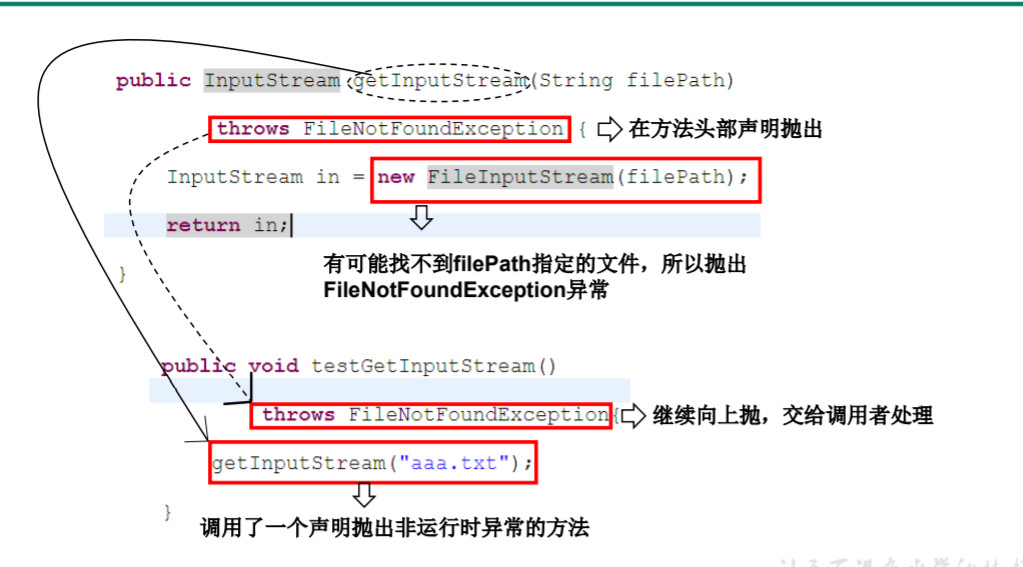 public InputStream getInputStream(String filePath)
throws FileNotFoundException { 在方法头部声明抛出
InputStream in = new FileInputStream(filePath);
return in;
有可能找不到filePath指定的文件，所以抛出
FileNotFoundException异常
}
public void testGetInputStream()
throws FileNotFoundException{ 继续向上抛，交给调用者处理
getInputStream("aaa.txt");
}
调用了一个声明抛出非运行时异常的方法